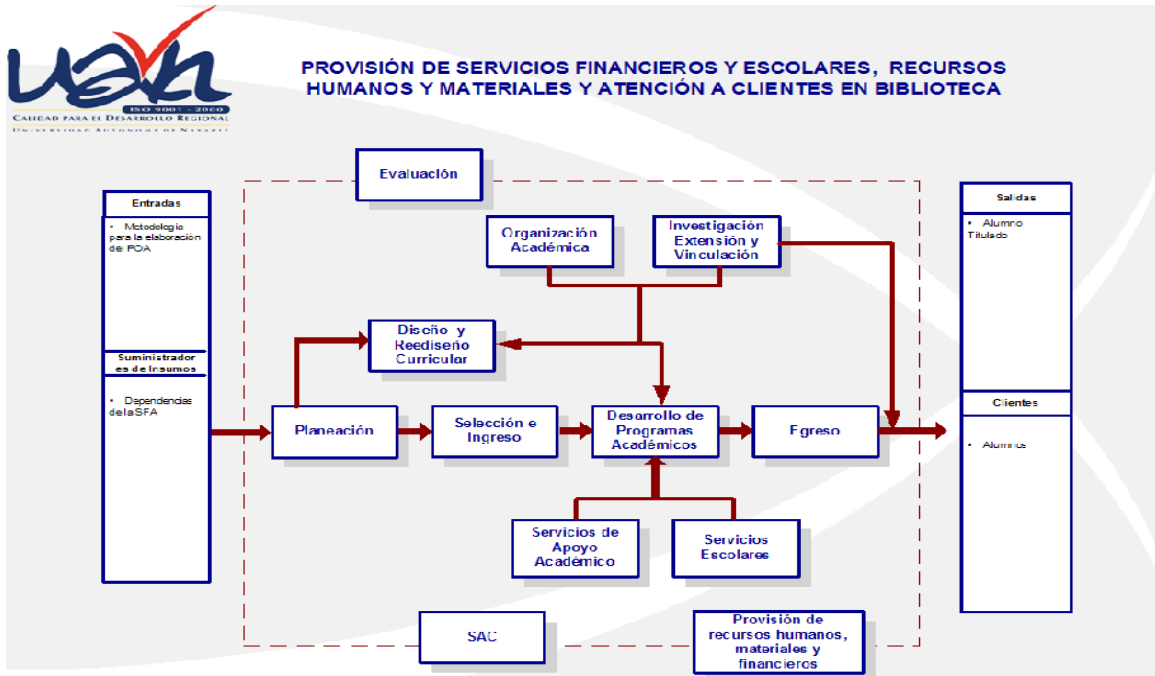 uavn
ISO 9001 - 2000
CALIDAD PARA EL DESARROLLO REGIONAL
UNIVERSIDAD AUTONOMA DE NAYARIT
PROVISIÓN DE SERVICIOS FINANCIEROS Y ESCOLARES, RECURSOS
HUMANOS Y MATERIALES Y ATENCIÓN A CLIENTES EN BIBLIOTECA
Evaluación
Entradas
• Metodología
para la elaboración
del POA
Suministrador
es de Insumos
• Dependencias
de la SFA
Organización
Académica
Investigación
Extensión y
Vinculación
Diseño y
Reediseño
Curricular
Planeación
Selección e
Ingreso
Desarrollo de
Programas
Académicos
Egreso
Servicios de
Apoyo
Académico
Servicios
Escolares
SAC
Provisión de
recursos humanos,
materiales y
financieros
Salidas
• Alumno
Titulado
Clientes
• Alumnos